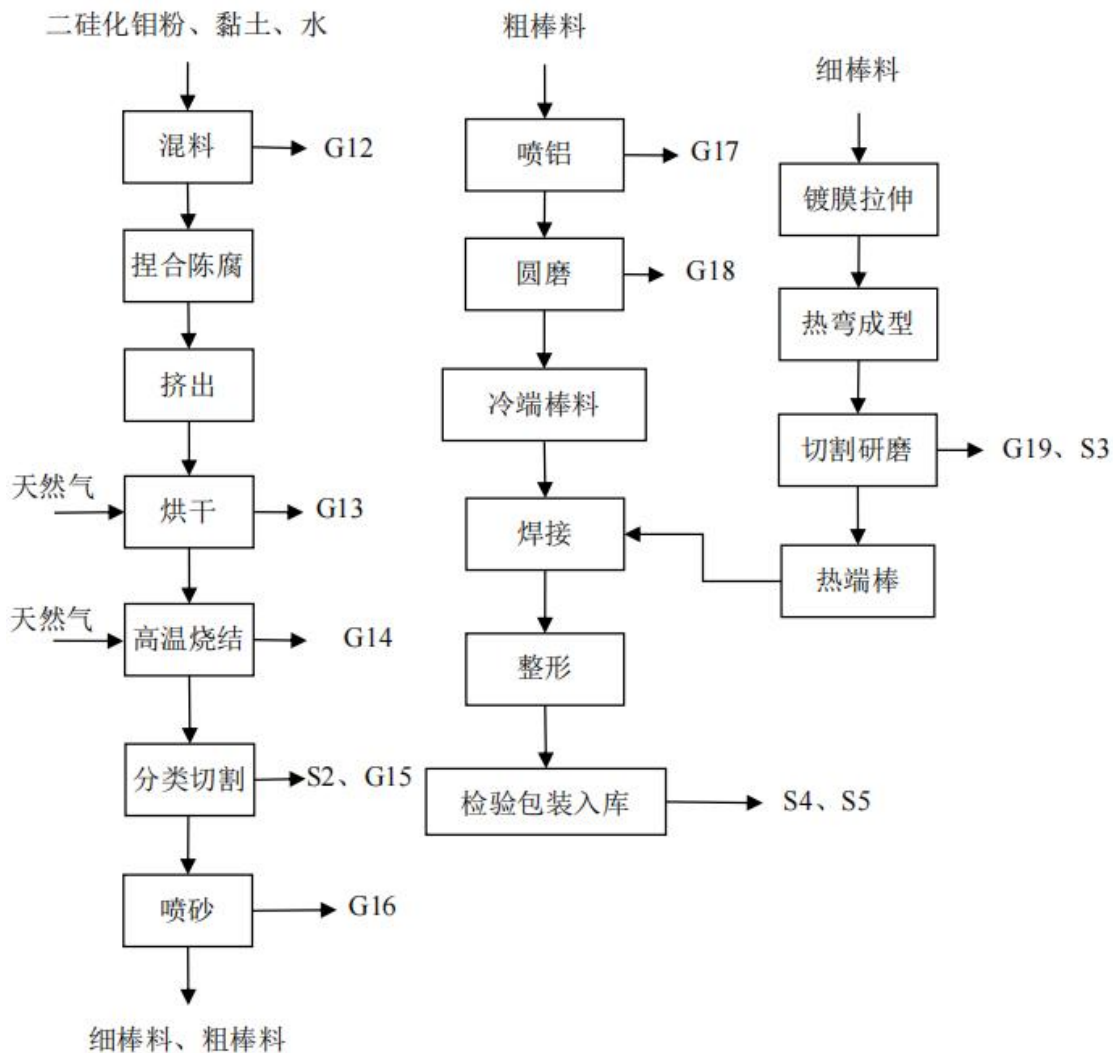 二硅化钼粉、黏土、水
混料
G12
捏合陈腐
挤出
天然气
烘干
G13
天然气
高温烧结
G14
分类切割
S2、G15
喷砂
G16
细棒料、粗棒料
粗棒料
喷铝
G17
圆磨
G18
冷端棒料
焊接
整形
检验包装入库
S4、S5
细棒料
镀膜拉伸
热弯成型
切割研磨
G19、S3
热端棒